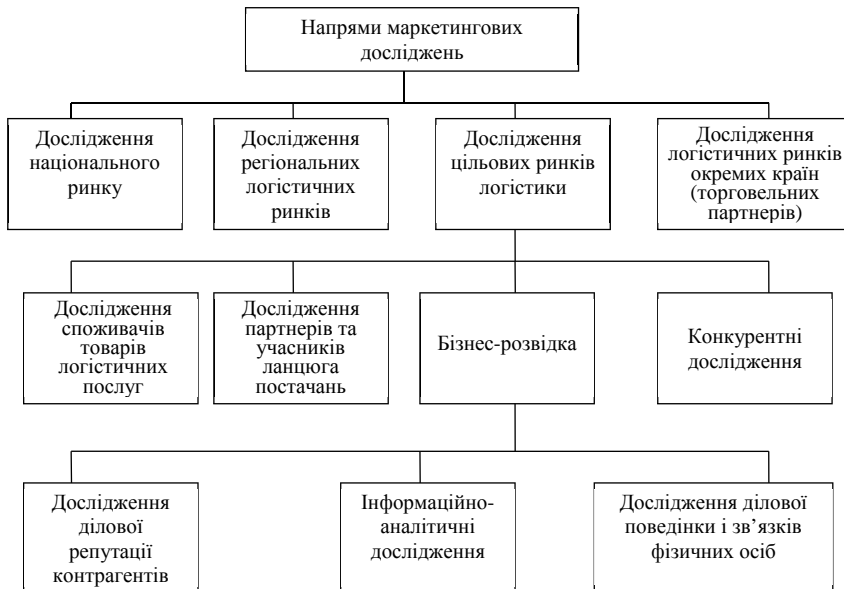 Напрями маркетингових
досліджень
Дослідження
національного
ринку
Дослідження
регіональних
логістичних
ринків
Дослідження
цільових ринків
логістики
Дослідження
логістичних ринків
окремих країн
(торговельних
партнерів)
Дослідження
споживачів
товарів
логістичних
послуг
Дослідження
партнерів та
учасників
ланцюга
постачань
Бізнес-розвідка
Конкурентні
дослідження
Дослідження
ділової
репутації
контрагентів
Інформаційно-
аналітичні
дослідження
Дослідження ділової
поведінки і зв’язків
фізичних осіб